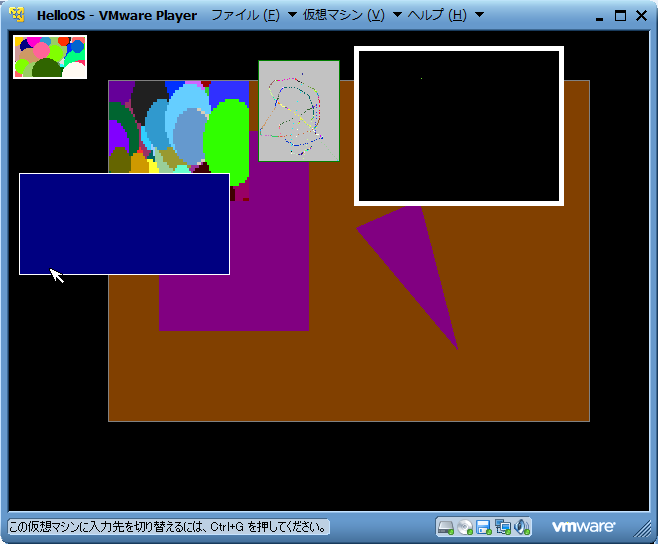 HelloOS - VMware Player ファイル (F) 仮想マシン (V) ヘルプ (H)
この仮想マシンに入力先を切り替えるには、Ctrl+G を押してください。 vmware